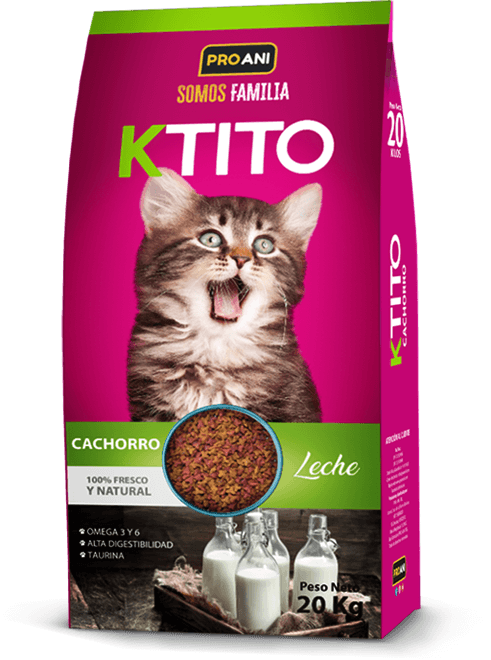 PROANI
SOMOS FAMILIA
KTITO
CACHORRO
100% FRESCO
Y NATURAL
Leche
OMEGA 3 Y 6
ALTA DIGESTIBILIDAD
TAURINA
Peso Neto
20 Kg
Peso Neto
20
KILOS
KTITO
CACHORRO
PROANI